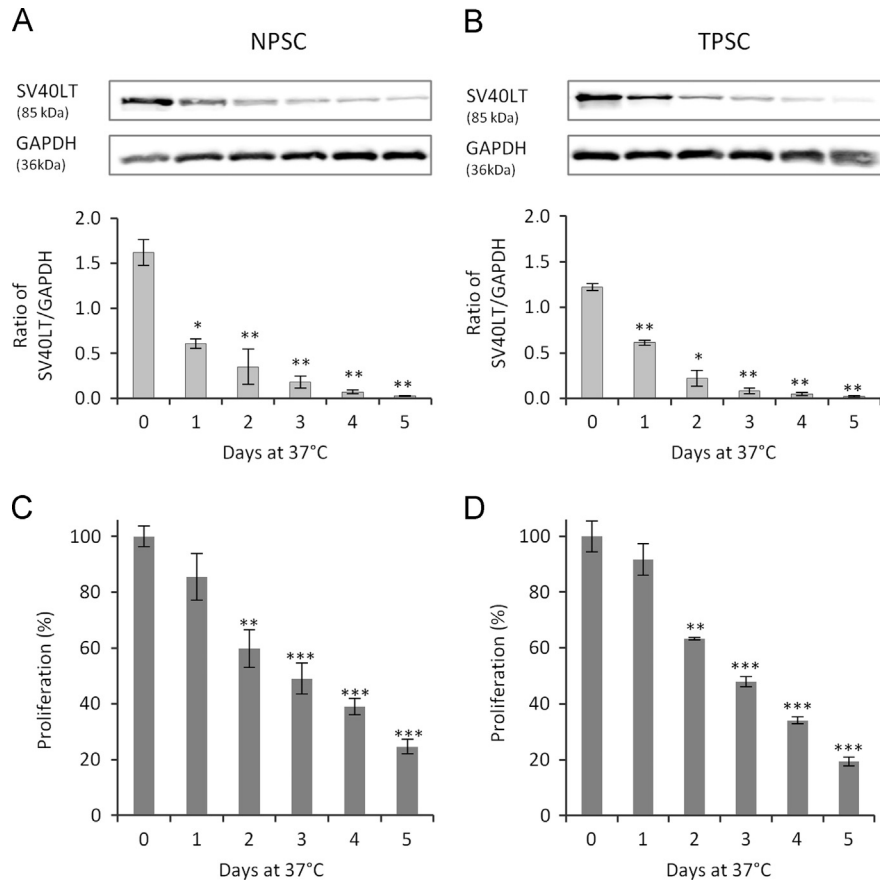 A
NPSC
SV40LT
(85 kDa)
GAPDH
(36kDa)
Ratio of
SV40LT/GAPDH
2.0
1.5
1.0
0.5
0.0
*
**
**
**
**
0 1 2 3 4 5
Days at 37°C
B
TPSC
SV40LT
(85 kDa)
GAPDH
(36kDa)
Ratio of
SV40LT/GAPDH
2.0
1.5
1.0
0.5
0.0
**
*
**
**
**
0 1 2 3 4 5
Days at 37°C
C
Proliferation (%)
100
80
60
40
20
0
**
***
***
***
0 1 2 3 4 5
Days at 37°C
D
Proliferation (%)
100
80
60
40
20
0
**
***
***
***
0 1 2 3 4 5
Days at 37°C